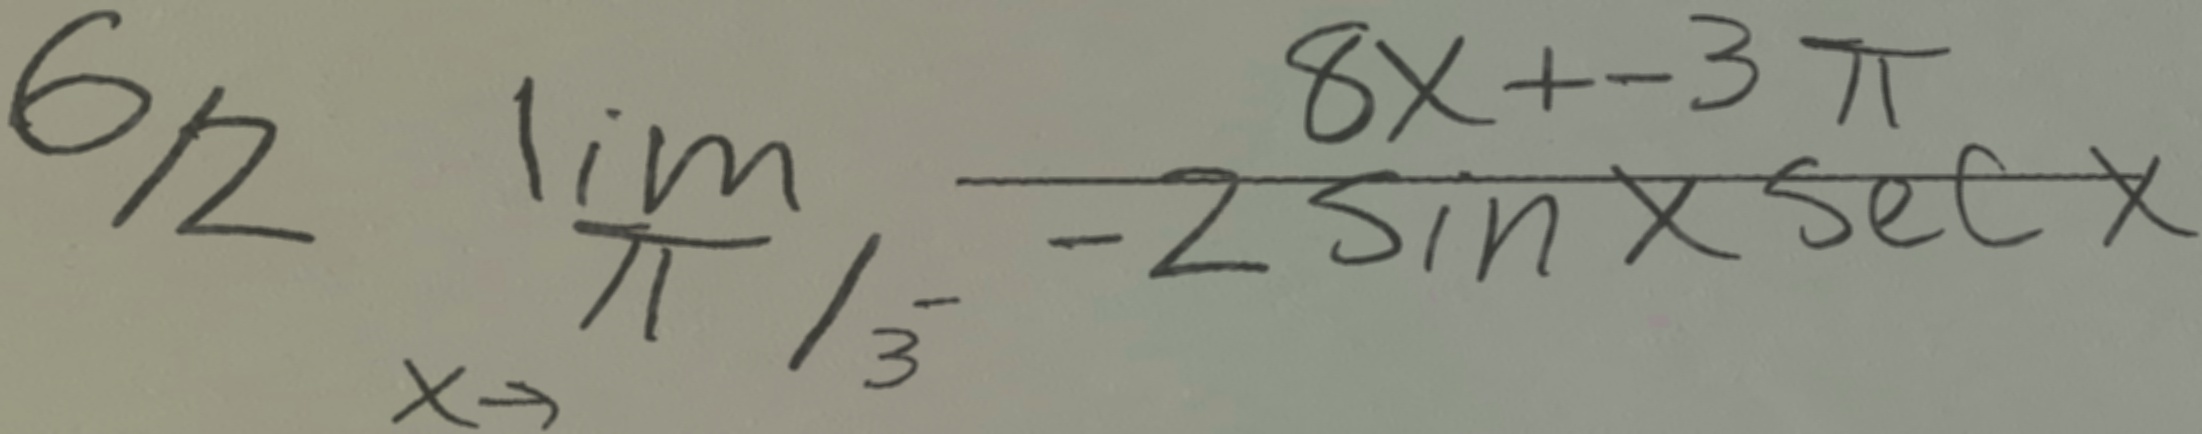 6/2 lim x→π/3⁻ (8x + -3π)/(-2 sin x sec x)